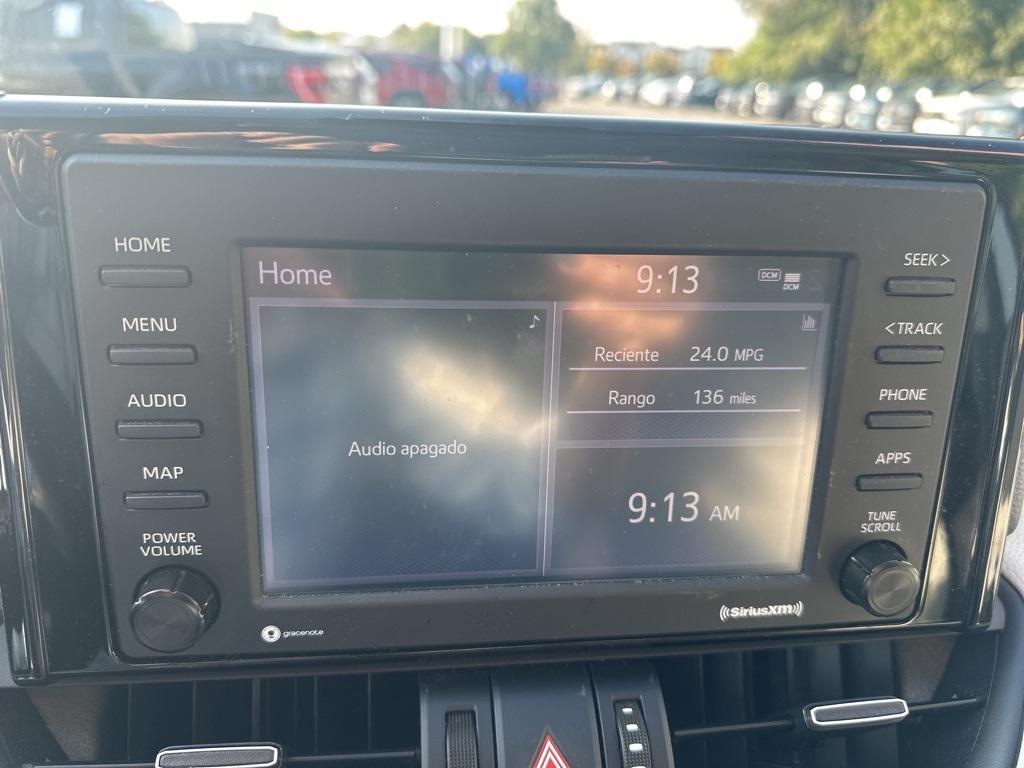 HOME
MENU
AUDIO
MAP
POWER
VOLUME
Home
9:13
DCM
DCM
Audio apagado
Reciente 24.0 MPG
Rango 136 miles
9:13 AM
SEEK>
<TRACK
PHONE
APPS
TUNE
SCROLL
gracenote
((SiriusXM))